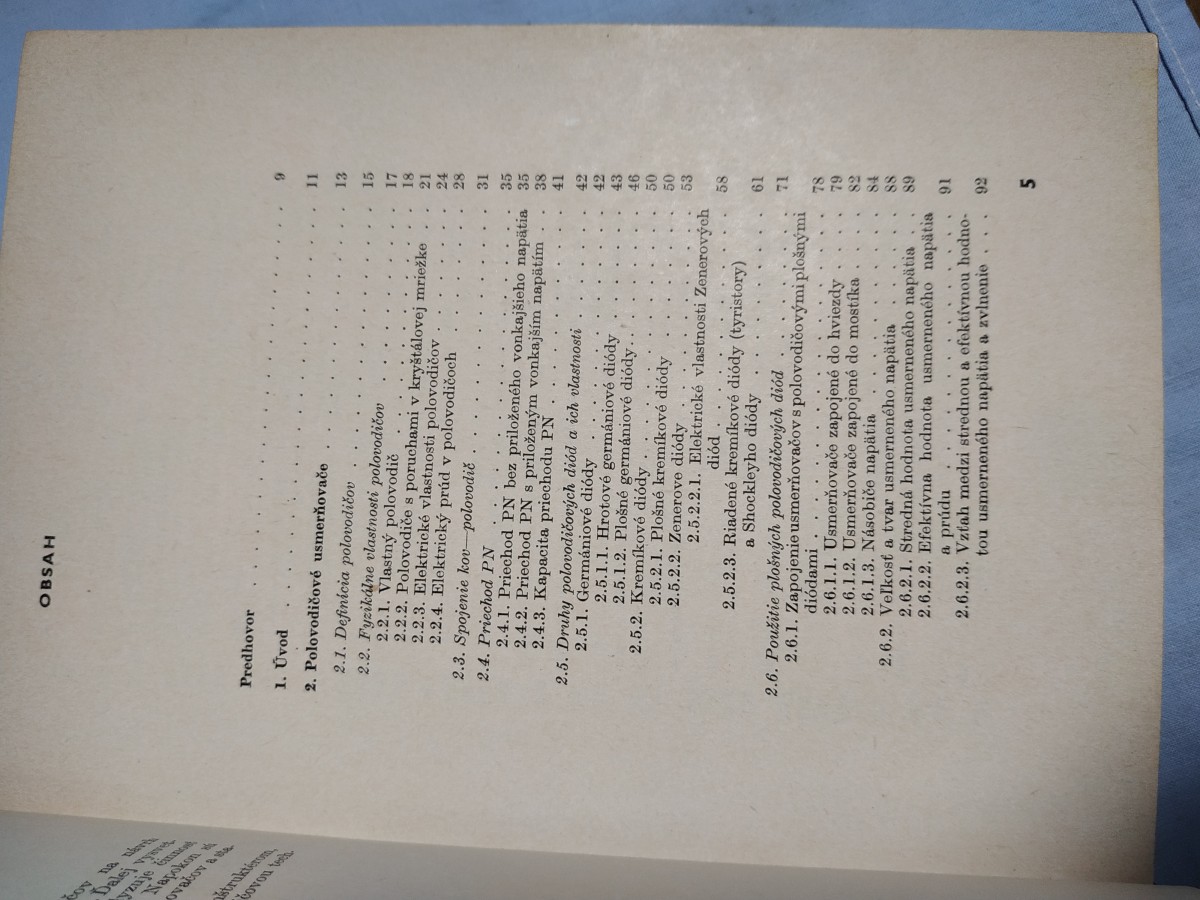 OBSAH
Predhovor
1. Úvod . . . . . . . . . . . . . . . . . 9
2. Polovodičové usmerňovače . . . . . . . . . . 11
2.1. Definícia polovodičov . . . . . . . . . . 13
2.2. Fyzikálne vlastnosti polovodičov . . . . . . . 15
2.2.1. Vlastný polovodič . . . . . . . . . . 17
2.2.2. Polovodiče s poruchami v kryštálovej mriežke . 18
2.2.3. Elektrické vlastnosti polovodičov . . . . . 21
2.2.4. Elektrický prúd v polovodičoch . . . . . . 24
2.3. Spojenie kov—polovodič . . . . . . . . . . 28
2.4. Priechod PN . . . . . . . . . . . . . 31
2.4.1. Priechod PN bez priloženého vonkajšieho napätia 35
2.4.2. Priechod PN s priloženým vonkajším napätím . 35
2.4.3. Kapacita priechodu PN . . . . . . . . 38
2.5. Druhy polovodičových diód a ich vlastnosti . . . . 41
2.5.1. Germániové diódy . . . . . . . . . . 42
2.5.1.1. Hrotové germániové diódy . . . . . 42
2.5.1.2. Plošné germániové diódy . . . . . . 43
2.5.2. Kremíkové diódy . . . . . . . . . . 46
2.5.2.1. Plošné kremíkové diódy . . . . . . 50
2.5.2.2. Zenerove diódy . . . . . . . . . 50
2.5.2.2.1. Elektrické vlastnosti Zenerových 53
diód . . . . . . . . . . 58
2.5.2.3. Riadené kremíkové diódy (tyristory)
a Shockleyho diódy . . . . . . . . 61
2.6. Použitie plošných polovodičových diód . . . . . 71
2.6.1. Zapojenie usmerňovačov s polovodičovými plošnými
diódami . . . . . . . . . . . . . 78
2.6.1.1. Usmerňovače zapojené do hviezdy . . . 79
2.6.1.2. Usmerňovače zapojené do mostíka . . . 82
2.6.1.3. Násobiče napätia . . . . . . . . 84
2.6.2. Veľkosť a tvar usmerneného napätia . . . . . 88
2.6.2.1. Stredná hodnota usmerneného napätia . . 89
2.6.2.2. Efektívna hodnota usmerneného napätia
a prúdu . . . . . . . . . . . 91
2.6.2.3. Vzťah medzi strednou a efektívnou hodno-
tou usmerneného napätia a zvlnenie . . . 92
5
čov na návrh
Ďalej vysvet-
Napokon sú
ovačov a sta-